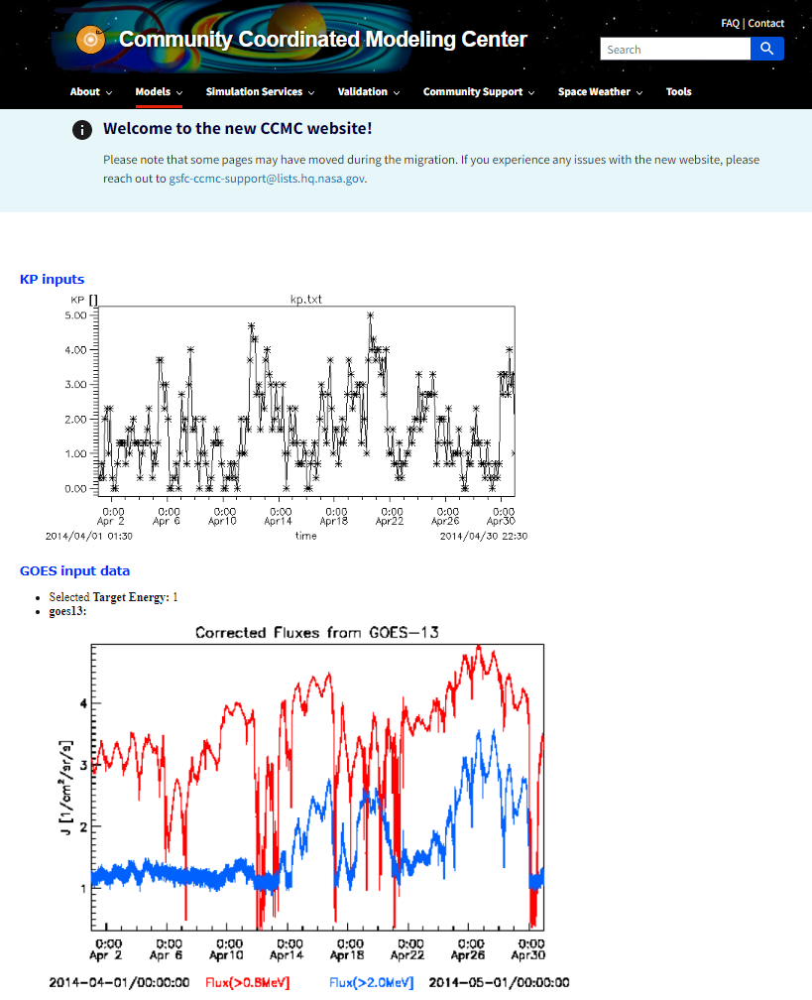 FAQ | Contact
Community Coordinated Modeling Center
Search
About Models Simulation Services Validation Community Support Space Weather Tools
Welcome to the new CCMC website!
Please note that some pages may have moved during the migration. If you experience any issues with the new website, please
reach out to gsfc-ccmc-support@lists.hq.nasa.gov.
KP inputs
KP [] kp.txt
5.00
4.00
3.00
2.00
1.00
0.00
0:00 0:00 0:00 0:00 0:00 0:00 0:00 0:00
Apr 2 Apr 6 Apr10 Apr14 Apr18 Apr22 Apr26 Apr30
2014/04/01 01:30 time 2014/04/30 22:30
GOES input data
• Selected Target Energy: 1
• goes13:
Corrected Fluxes from GOES-13
J [1/cm²/sr/s]
4
3
2
1
0:00 0:00 0:00 0:00 0:00 0:00 0:00 0:00
Apr 2 Apr 6 Apr10 Apr14 Apr18 Apr22 Apr26 Apr30
2014-04-01/00:00:00 Flux(>0.8MeV) Flux(>2.0MeV) 2014-05-01/00:00:00